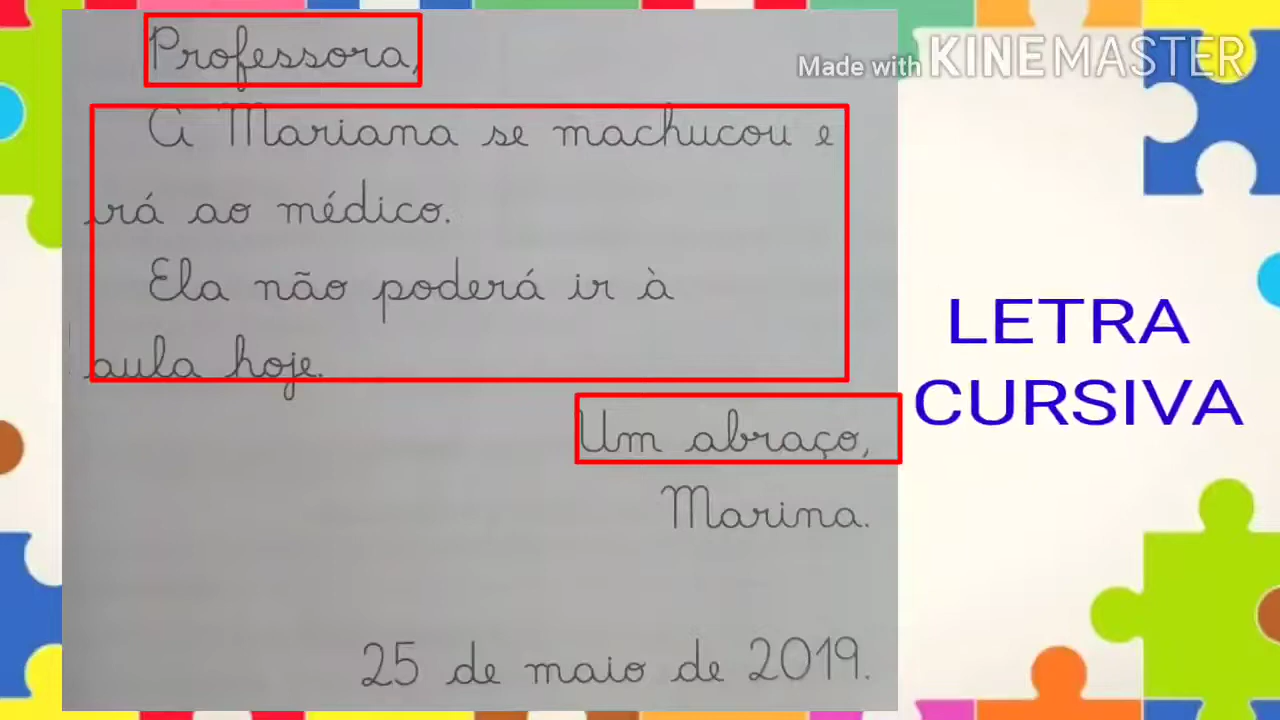 Professora,
A Mariana se machucou e
irá ao médico.
Ela não poderá ir à
aula hoje.
Um abraço,
Marina.
25 de maio de 2019.
Made with KINEMASTER
LETRA
CURSIVA